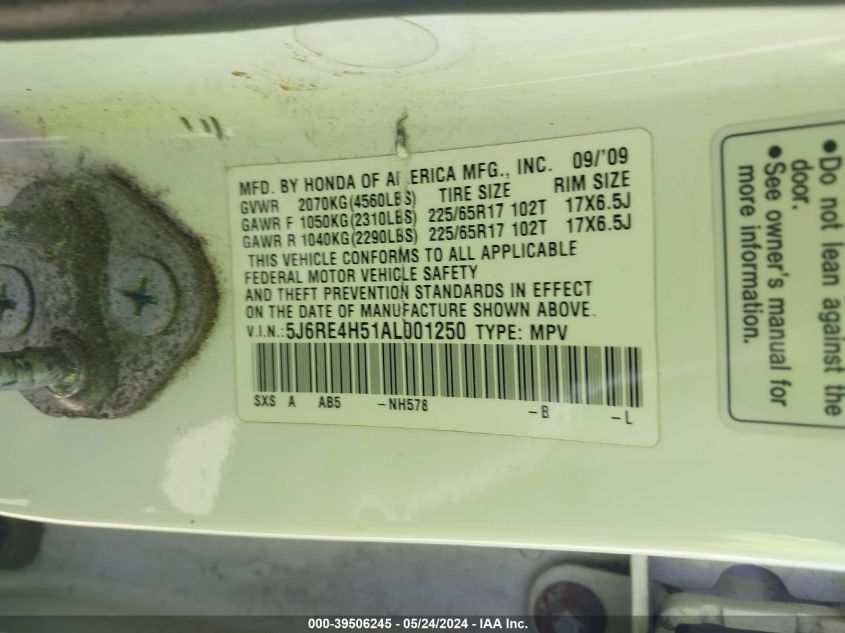 MFD. BY HONDA OF AMERICA MFG., INC. 09/'09
GVWR 2070KG(4560LBS) TIRE SIZE RIM SIZE
GAWR F 1050KG(2310LBS) 225/65R17 102T 17X6.5J
GAWR R 1040KG(2290LBS) 225/65R17 102T 17X6.5J
THIS VEHICLE CONFORMS TO ALL APPLICABLE
FEDERAL MOTOR VEHICLE SAFETY
AND THEFT PREVENTION STANDARDS IN EFFECT
ON THE DATE OF MANUFACTURE SHOWN ABOVE.
V.I.N.:5J6RE4H51AL001250 TYPE: MPV
SXS A AB5 -NH578 -B -L
●Do not lean against the
door.
●See owner's manual for
more information.
000-39506245 - 05/24/2024 - IAA Inc.